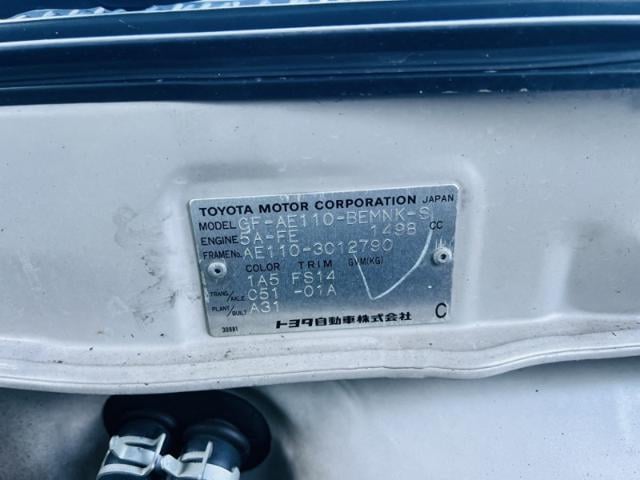 TOYOTA MOTOR CORPORATION JAPAN
MODEL GF-AE110-BEMNK-S
ENGINE 5A-FE 1498 CC
FRAME No. AE110-3012790
COLOR TRIM GVM(KG)
1A5 FS14
TRANS./AXLE C51 -01A
PLANT/BUILT A31
30881 トヨタ自動車株式会社 C